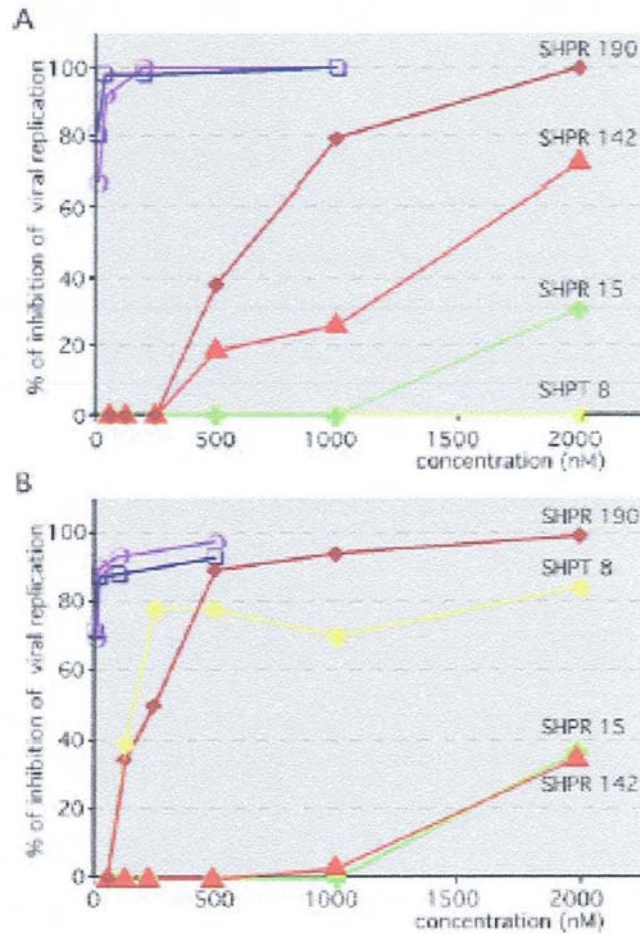 A
% of inhibition of viral replication
100
80
60
40
20
0
SHPR 190
SHPR 142
SHPR 15
SHPT 8
0 500 1000 1500 2000
concentration (nM)
B
% of inhibition of viral replication
100
80
60
40
20
0
SHPR 190
SHPT 8
SHPR 15
SHPR 142
0 500 1000 1500 2000
concentration (nM)